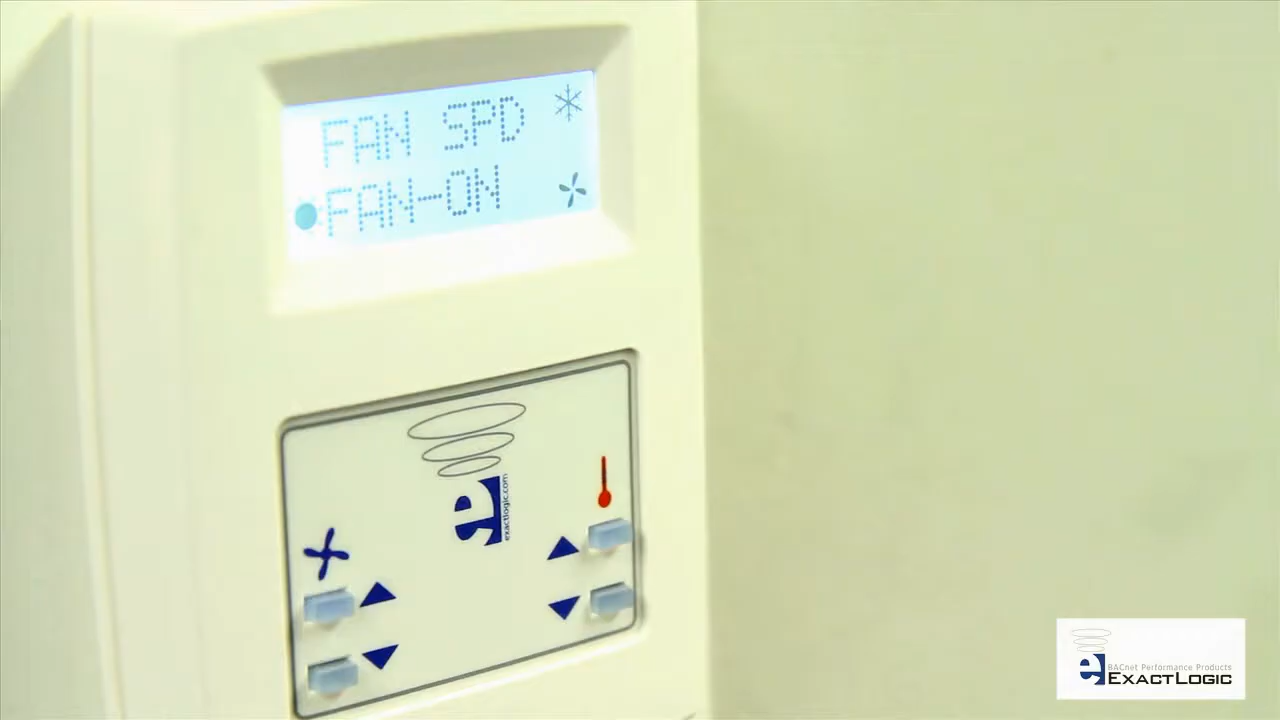 FAN SPD
FAN-ON
e
exactlogic.com
e
BACnet Performance Products
EXACTLOGIC